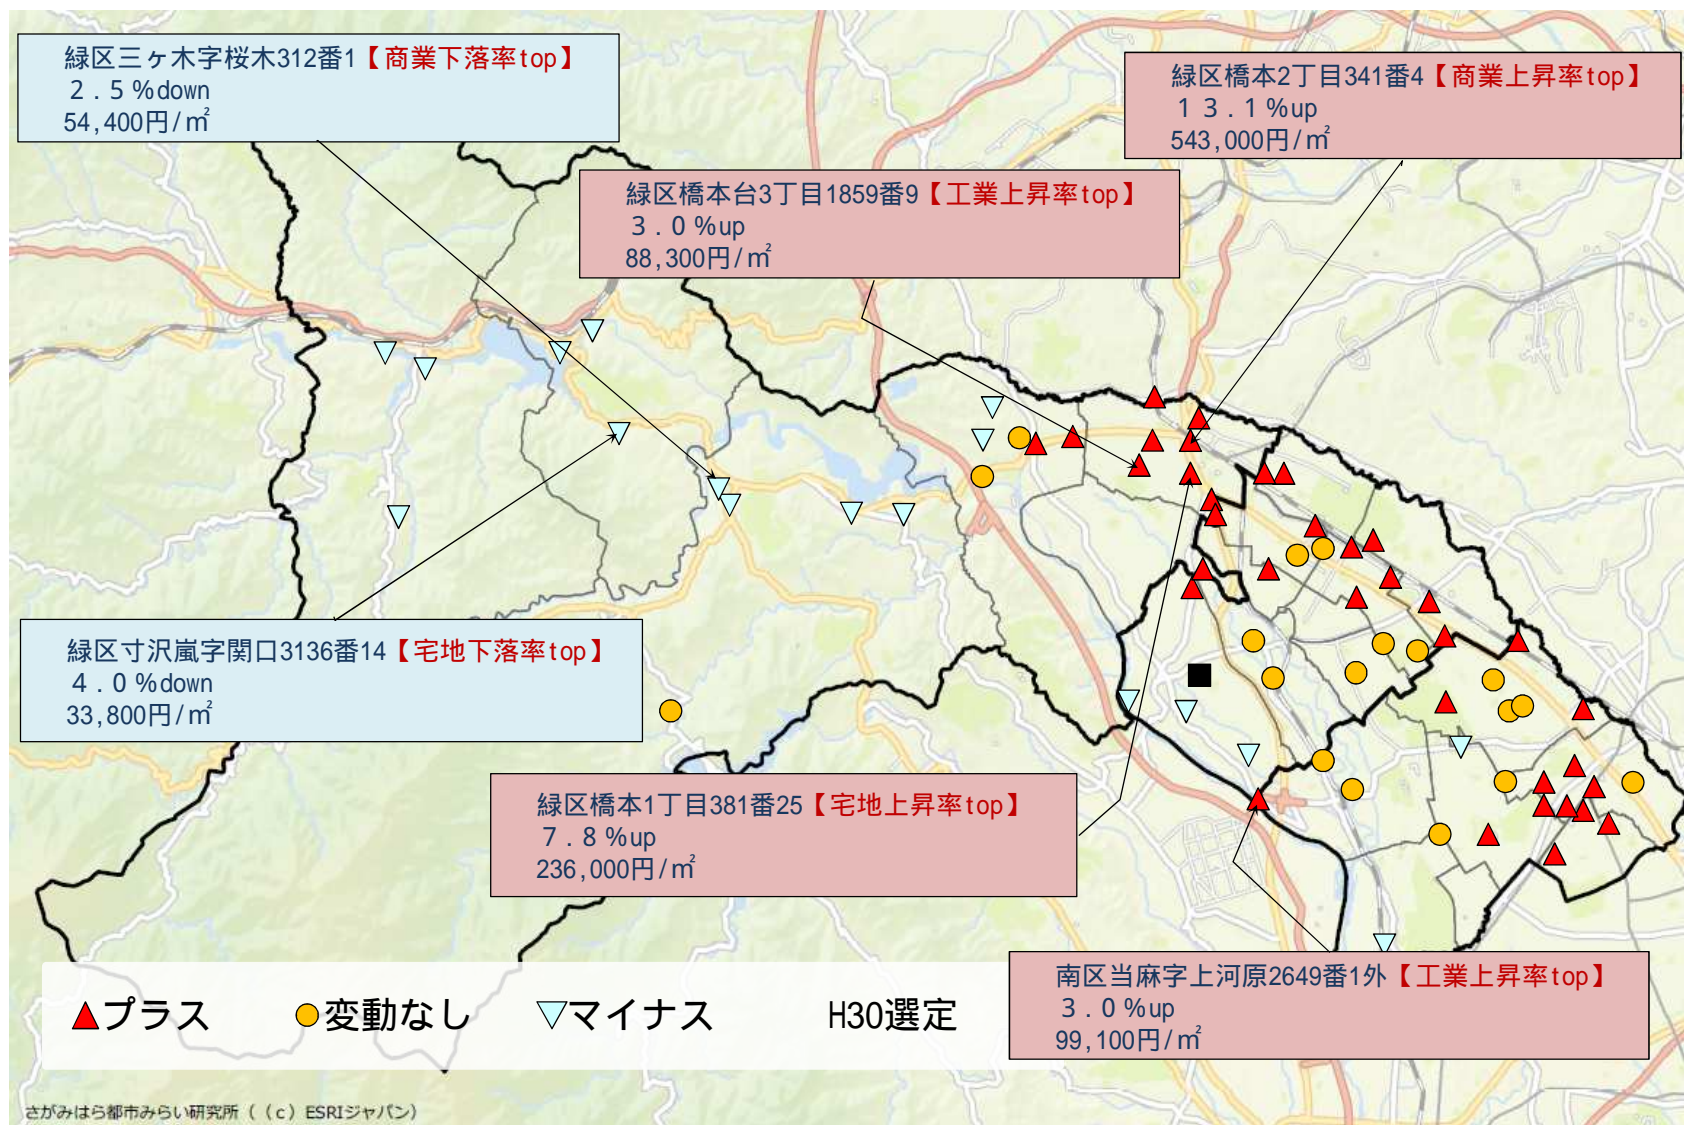 緑区三ヶ木字桜木312番1【商業下落率top】
２．５％down
54,400円/㎡
緑区橋本2丁目341番4【商業上昇率top】
１３.１％up
543,000円/㎡
緑区橋本台3丁目1859番9【工業上昇率top】
３．０％up
88,300円/㎡
緑区寸沢嵐字関口3136番14【宅地下落率top】
４．０％down
33,800円/㎡
緑区橋本1丁目381番25【宅地上昇率top】
７．８％up
236,000円/㎡
南区当麻字上河原2649番1外【工業上昇率top】
３．０％up
99,100円/㎡
プラス 変動なし マイナス H30選定
さがみはら都市みらい研究所（（c）ESRIジャパン）